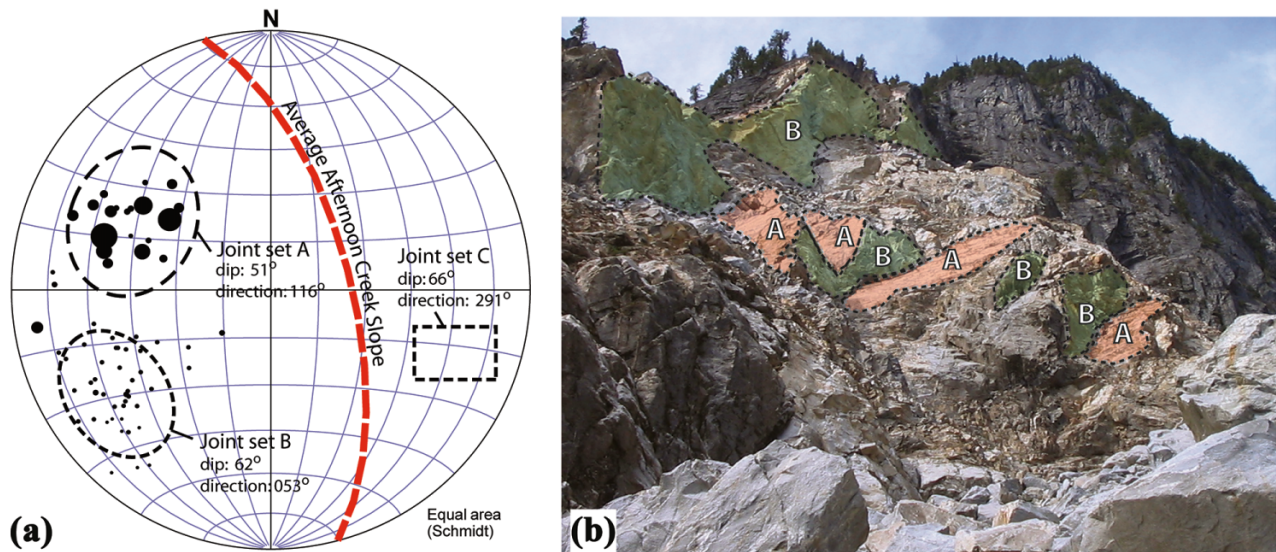 N
Average Afternoon Creek Slope
Joint set A
dip: 51°
direction: 116°
Joint set C
dip: 66°
direction: 291°
Joint set B
dip: 62°
direction: 053°
Equal area
(Schmidt)
(a)
B
A
A
B
A
B
B
A
(b)